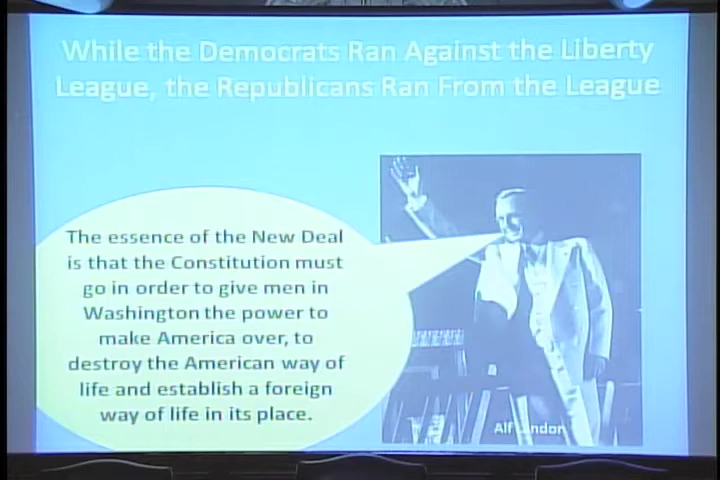 While the Democrats Ran Against the Liberty
League, the Republicans Ran From the League
The essence of the New Deal
is that the Constitution must
go in order to give men in
Washington the power to
make America over, to
destroy the American way of
life and establish a foreign
way of life in its place.
Alf Landon